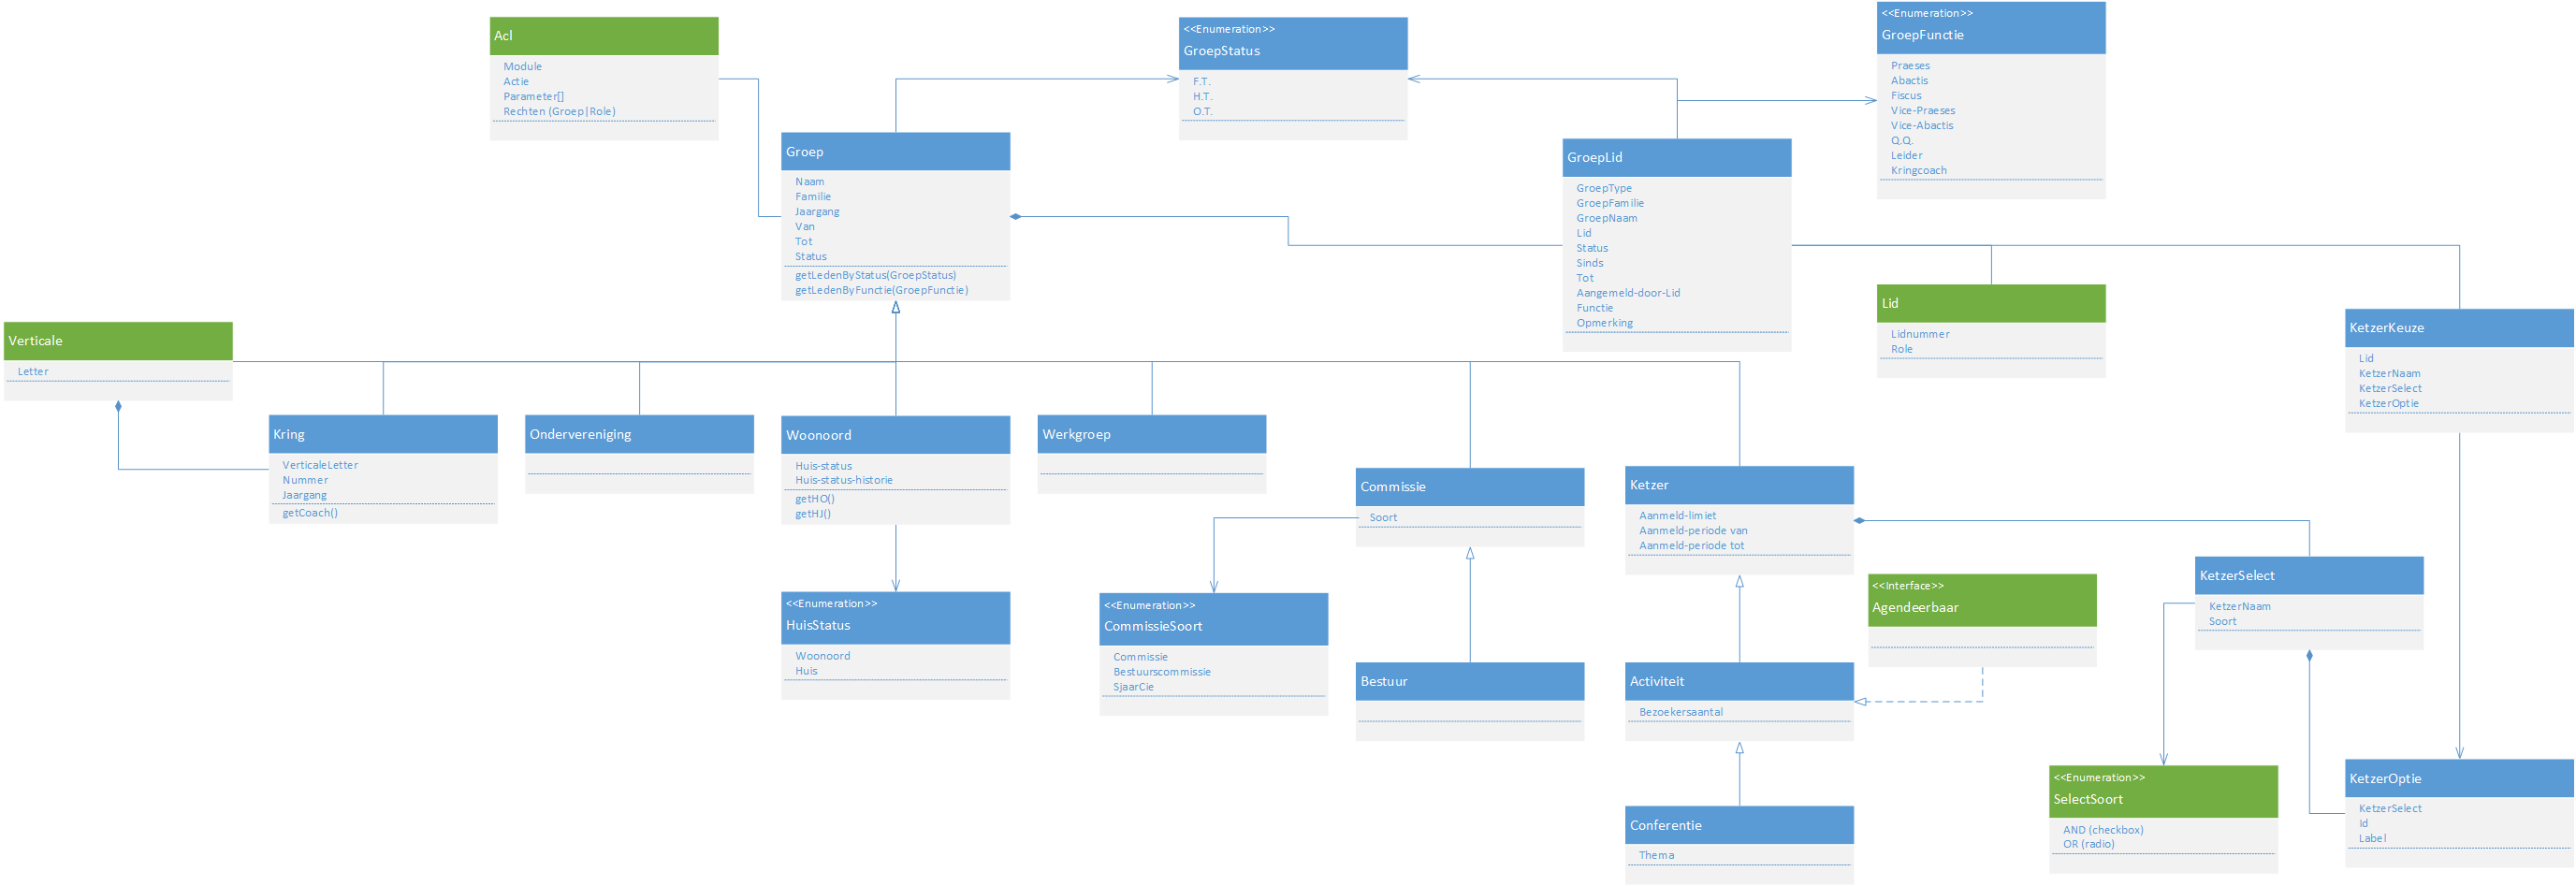 Acl
Module
Actie
Parameter[]
Rechten (Groep|Role)
<<Enumeration>>
GroepStatus
F.T.
H.T.
O.T.
<<Enumeration>>
GroepFunctie
Praeses
Abactis
Fiscus
Vice-Praeses
Vice-Abactis
Q.Q.
Leider
Kringcoach
Groep
Naam
Familie
Jaargang
Van
Tot
Status
getLedenByStatus(GroepStatus)
getLedenByFunctie(GroepFunctie)
GroepLid
GroepType
GroepFamilie
GroepNaam
Lid
Status
Sinds
Tot
Aangemeld-door-Lid
Functie
Opmerking
Lid
Lidnummer
Role
KetzerKeuze
Lid
KetzerNaam
KetzerSelect
KetzerOptie
Verticale
Letter
Kring
VerticaleLetter
Nummer
Jaargang
getCoach()
Ondervereniging
Woonoord
Huis-status
Huis-status-historie
getHO()
getHJ()
Werkgroep
Commissie
Soort
Ketzer
Aanmeld-limiet
Aanmeld-periode van
Aanmeld-periode tot
KetzerSelect
KetzerNaam
Soort
<<Interface>>
Agendeerbaar
<<Enumeration>>
HuisStatus
Woonoord
Huis
<<Enumeration>>
CommissieSoort
Commissie
Bestuurscommissie
SjaarCie
Bestuur
Activiteit
Bezoekersaantal
<<Enumeration>>
SelectSoort
AND (checkbox)
OR (radio)
KetzerOptie
KetzerSelect
Id
Label
Conferentie
Thema